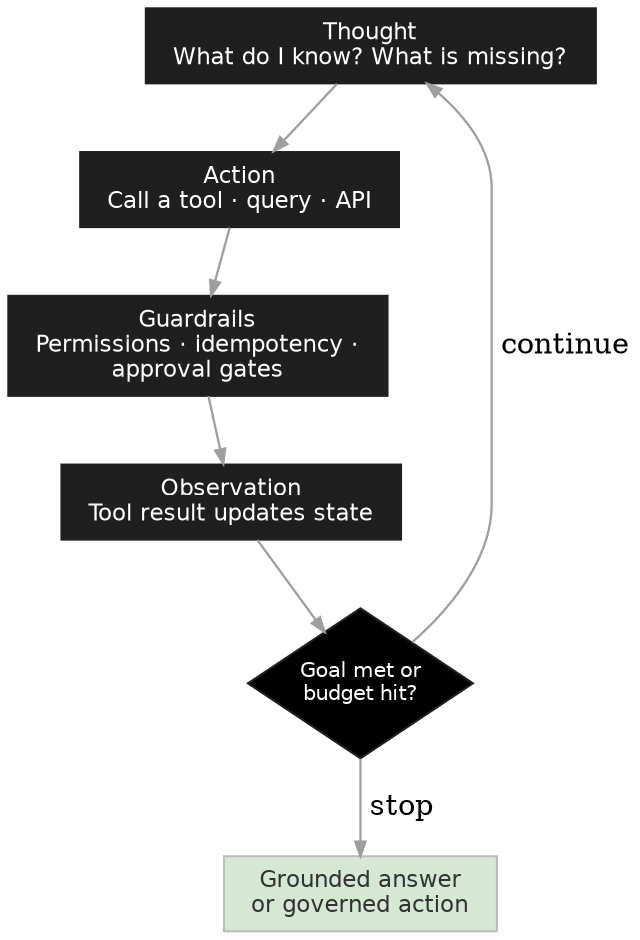 Thought
What do I know? What is missing?
Action
Call a tool · query · API
Guardrails
Permissions · idempotency ·
approval gates
continue
Observation
Tool result updates state
Goal met or
budget hit?
stop
Grounded answer
or governed action